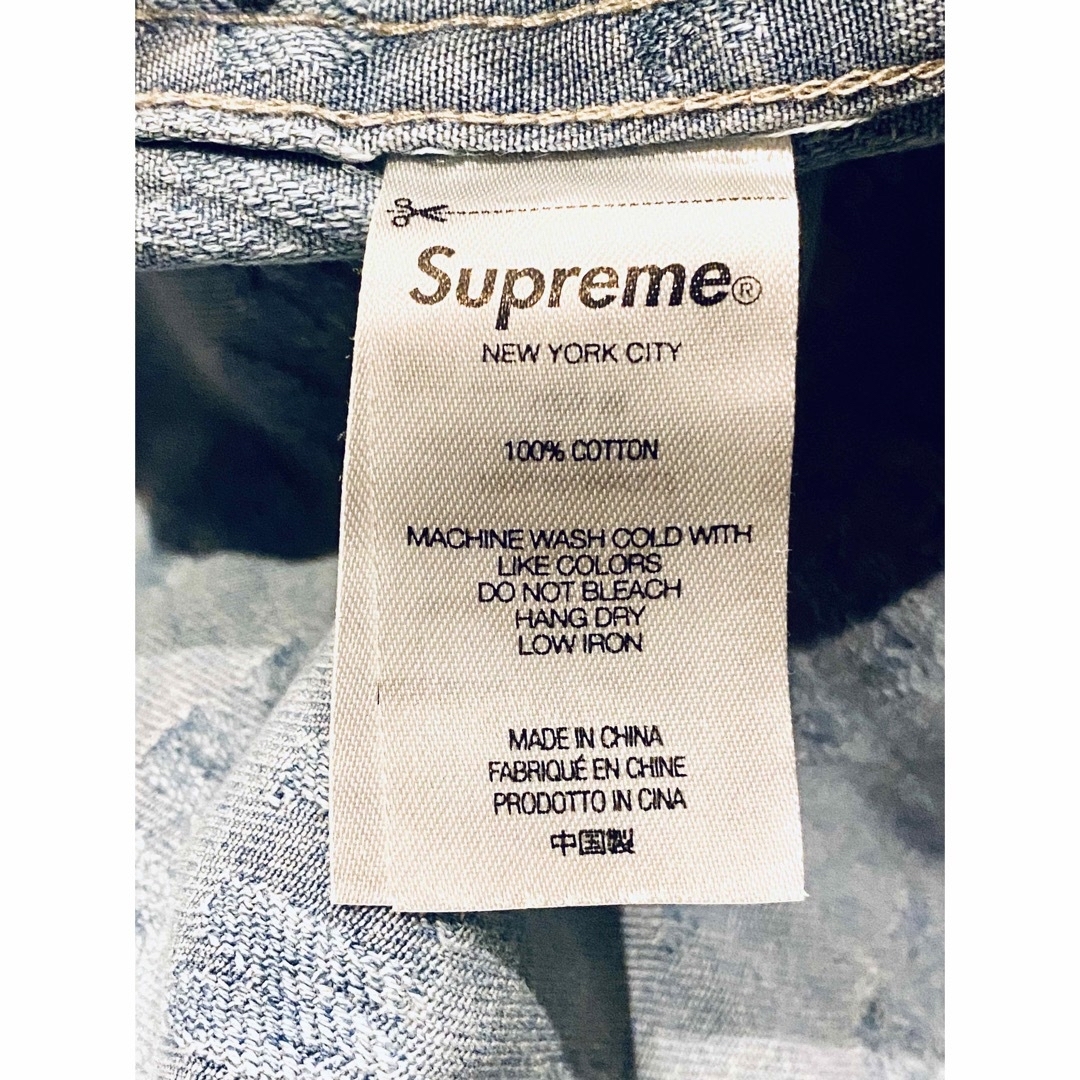 Supreme®
NEW YORK CITY
100% COTTON
MACHINE WASH COLD WITH
LIKE COLORS
DO NOT BLEACH
HANG DRY
LOW IRON
MADE IN CHINA
FABRIQUÉ EN CHINE
PRODOTTO IN CINA
中国製